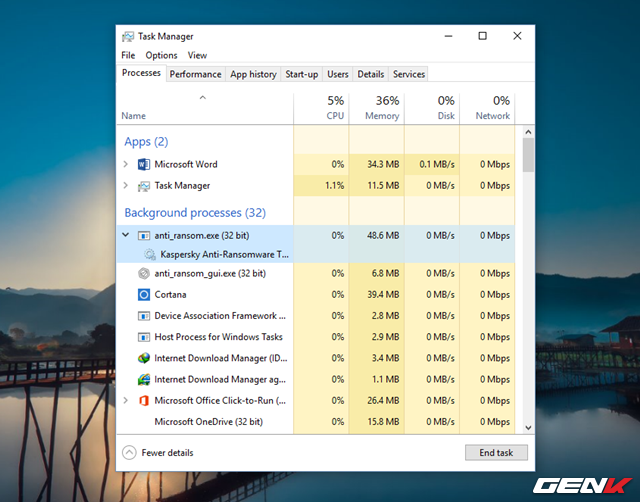 Task Manager
File Options View
Processes Performance App history Start-up Users Details Services
5% 36% 0% 0%
Name CPU Memory Disk Network
Apps (2)
Microsoft Word 0% 34.3 MB 0.1 MB/s 0 Mbps
Task Manager 1.1% 11.5 MB 0 MB/s 0 Mbps
Background processes (32)
anti_ransom.exe (32 bit) 0% 48.6 MB 0 MB/s 0 Mbps
Kaspersky Anti-Ransomware T...
anti_ransom_gui.exe (32 bit) 0% 6.8 MB 0 MB/s 0 Mbps
Cortana 0% 39.4 MB 0 MB/s 0 Mbps
Device Association Framework ... 0% 2.8 MB 0 MB/s 0 Mbps
Host Process for Windows Tasks 0% 2.9 MB 0 MB/s 0 Mbps
Internet Download Manager (ID... 0% 3.4 MB 0 MB/s 0 Mbps
Internet Download Manager ag... 0% 1.1 MB 0 MB/s 0 Mbps
Microsoft Office Click-to-Run (... 0% 26.4 MB 0 MB/s 0 Mbps
Microsoft OneDrive (32 bit) 0% 15.8 MB 0 MB/s 0 Mbps
Fewer details End task
GENK